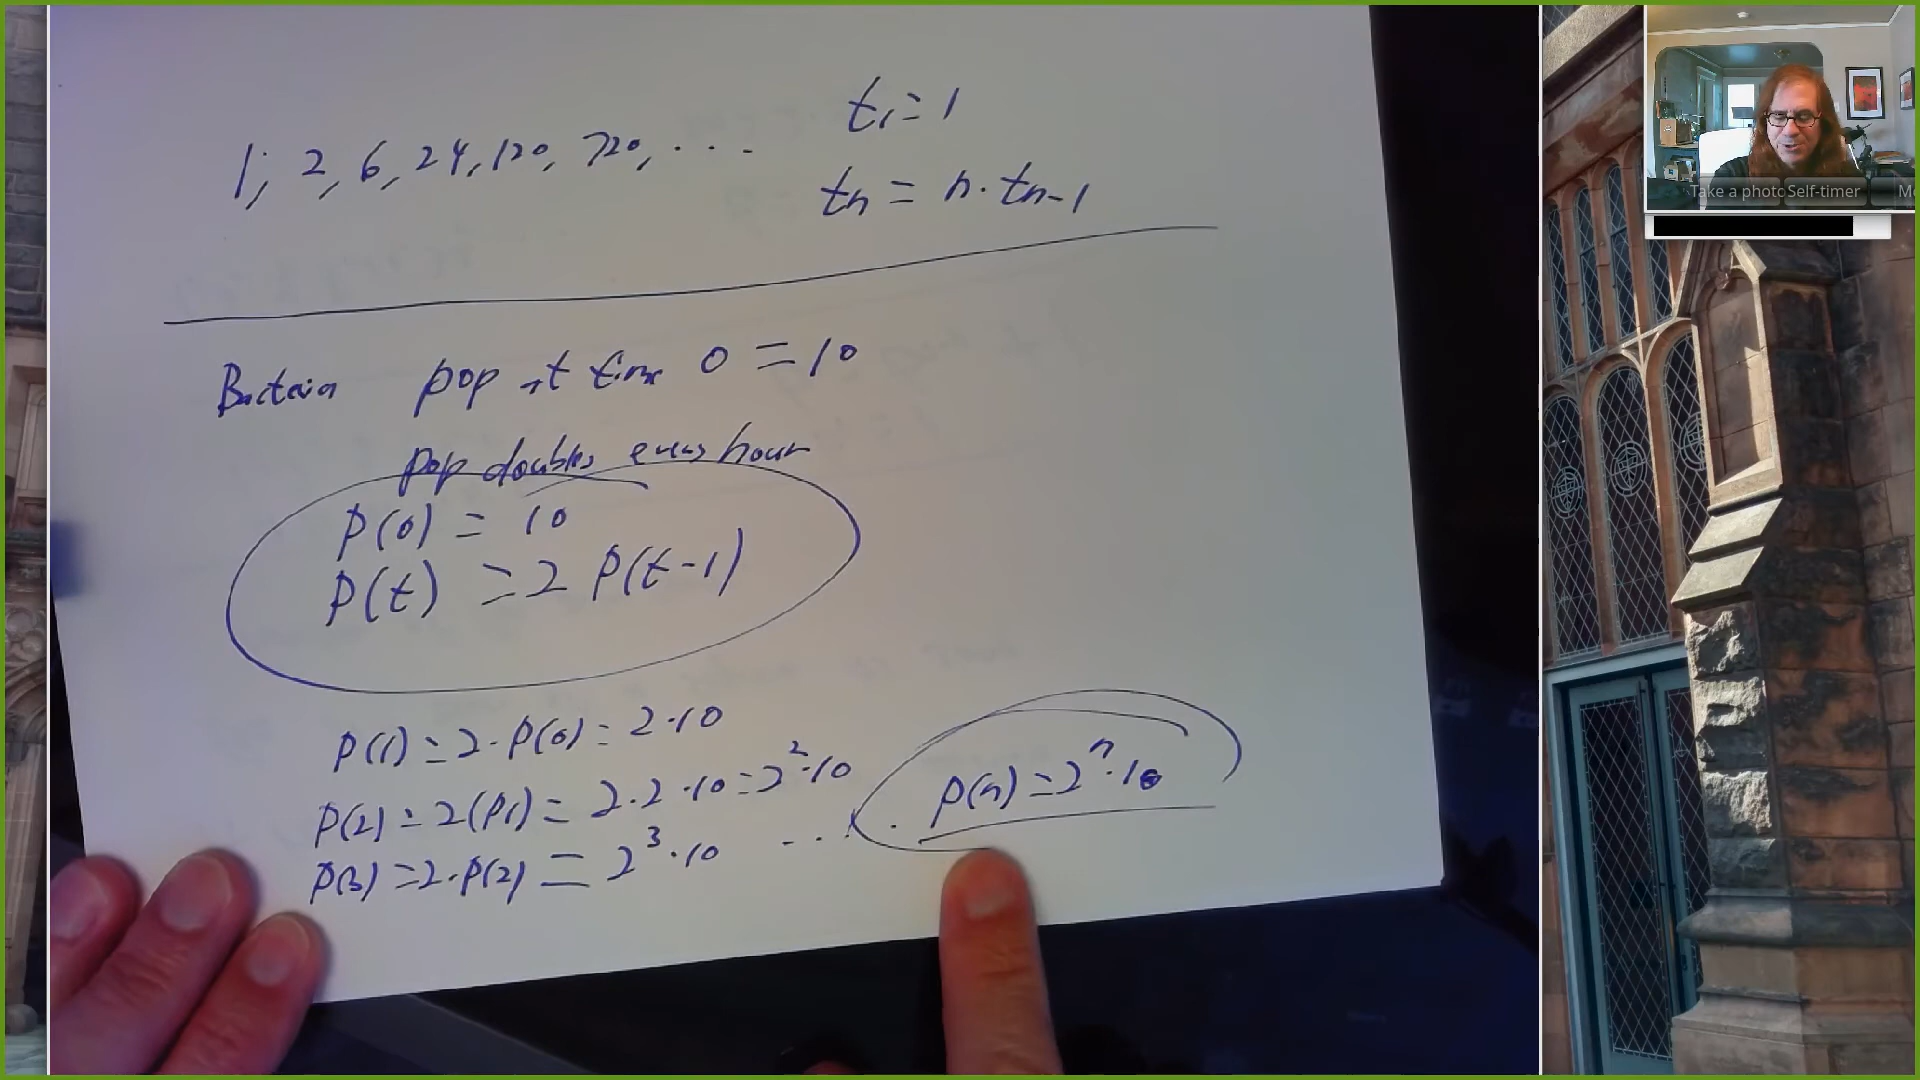 1, 2, 6, 24, 120, 720, ...
t₁ = 1
tₙ = n · tₙ₋₁
Bacteria pop at time 0 = 10
pop doubles every hour
P(0) = 10
P(t) = 2 P(t-1)
P(1) = 2 · P(0) = 2 · 10
P(2) = 2(P1) = 2 · 2 · 10 = 2² · 10
P(3) = 2 · P(2) = 2³ · 10 ... P(n) = 2ⁿ · 10
Take a photo Self-timer